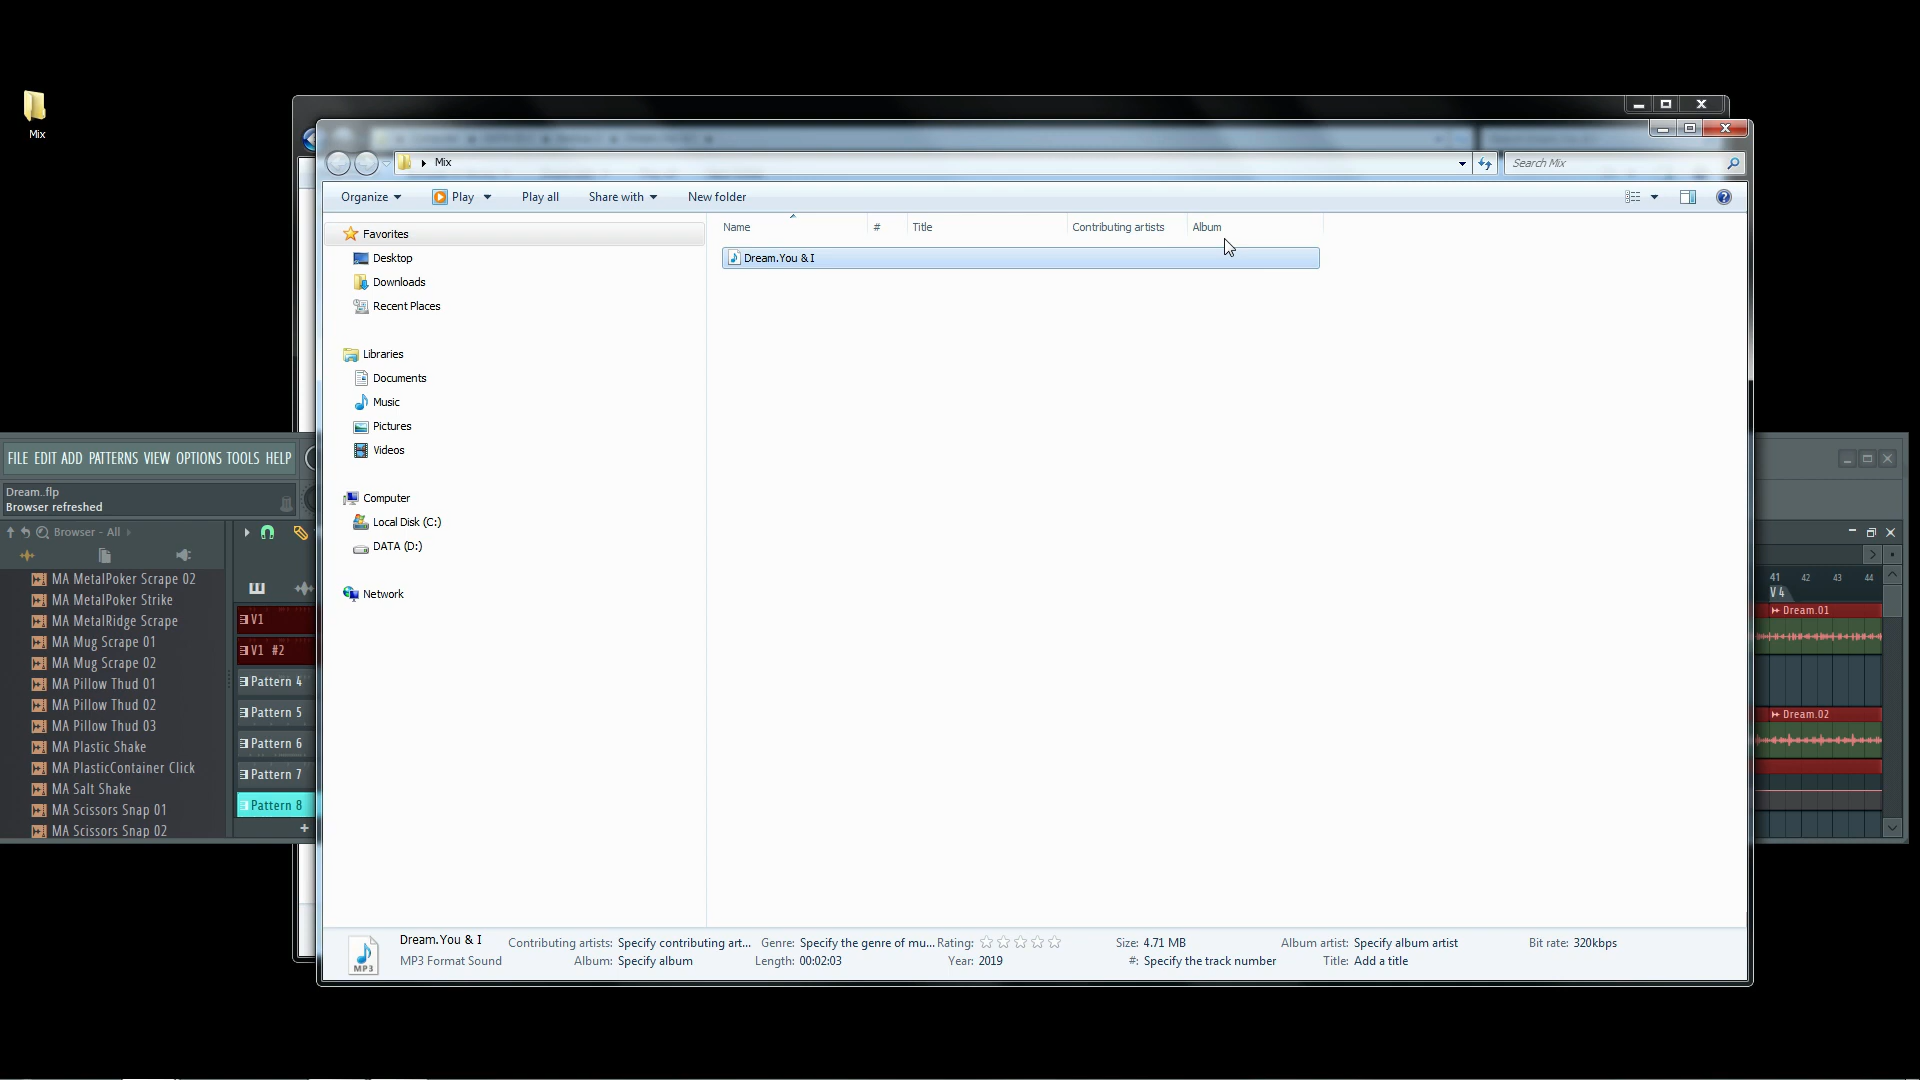 Mix
Mix
Search Mix
Organize
Play
Play all
Share with
New folder
Name
#
Title
Contributing artists
Album
Favorites
Desktop
Downloads
Recent Places
Libraries
Documents
Music
Pictures
Videos
Computer
Local Disk (C:)
DATA (D:)
Network
Dream.You & I
FILE EDIT ADD PATTERNS VIEW OPTIONS TOOLS HELP
Dream..flp
Browser refreshed
Browser - All
MA MetalPoker Scrape 02
MA MetalPoker Strike
MA MetalRidge Scrape
MA Mug Scrape 01
MA Mug Scrape 02
MA Pillow Thud 01
MA Pillow Thud 02
MA Pillow Thud 03
MA Plastic Shake
MA PlasticContainer Click
MA Salt Shake
MA Scissors Snap 01
MA Scissors Snap 02
V1
V1 #2
Pattern 4
Pattern 5
Pattern 6
Pattern 7
Pattern 8
+
41 42 43 44
V4
Dream.01
Dream.02
MP3
Dream.You & I
MP3 Format Sound
Contributing artists: Specify contributing art...
Album: Specify album
Genre: Specify the genre of mu...
Length: 00:02:03
Rating:
Year: 2019
Size: 4.71 MB
#: Specify the track number
Album artist: Specify album artist
Title: Add a title
Bit rate: 320kbps